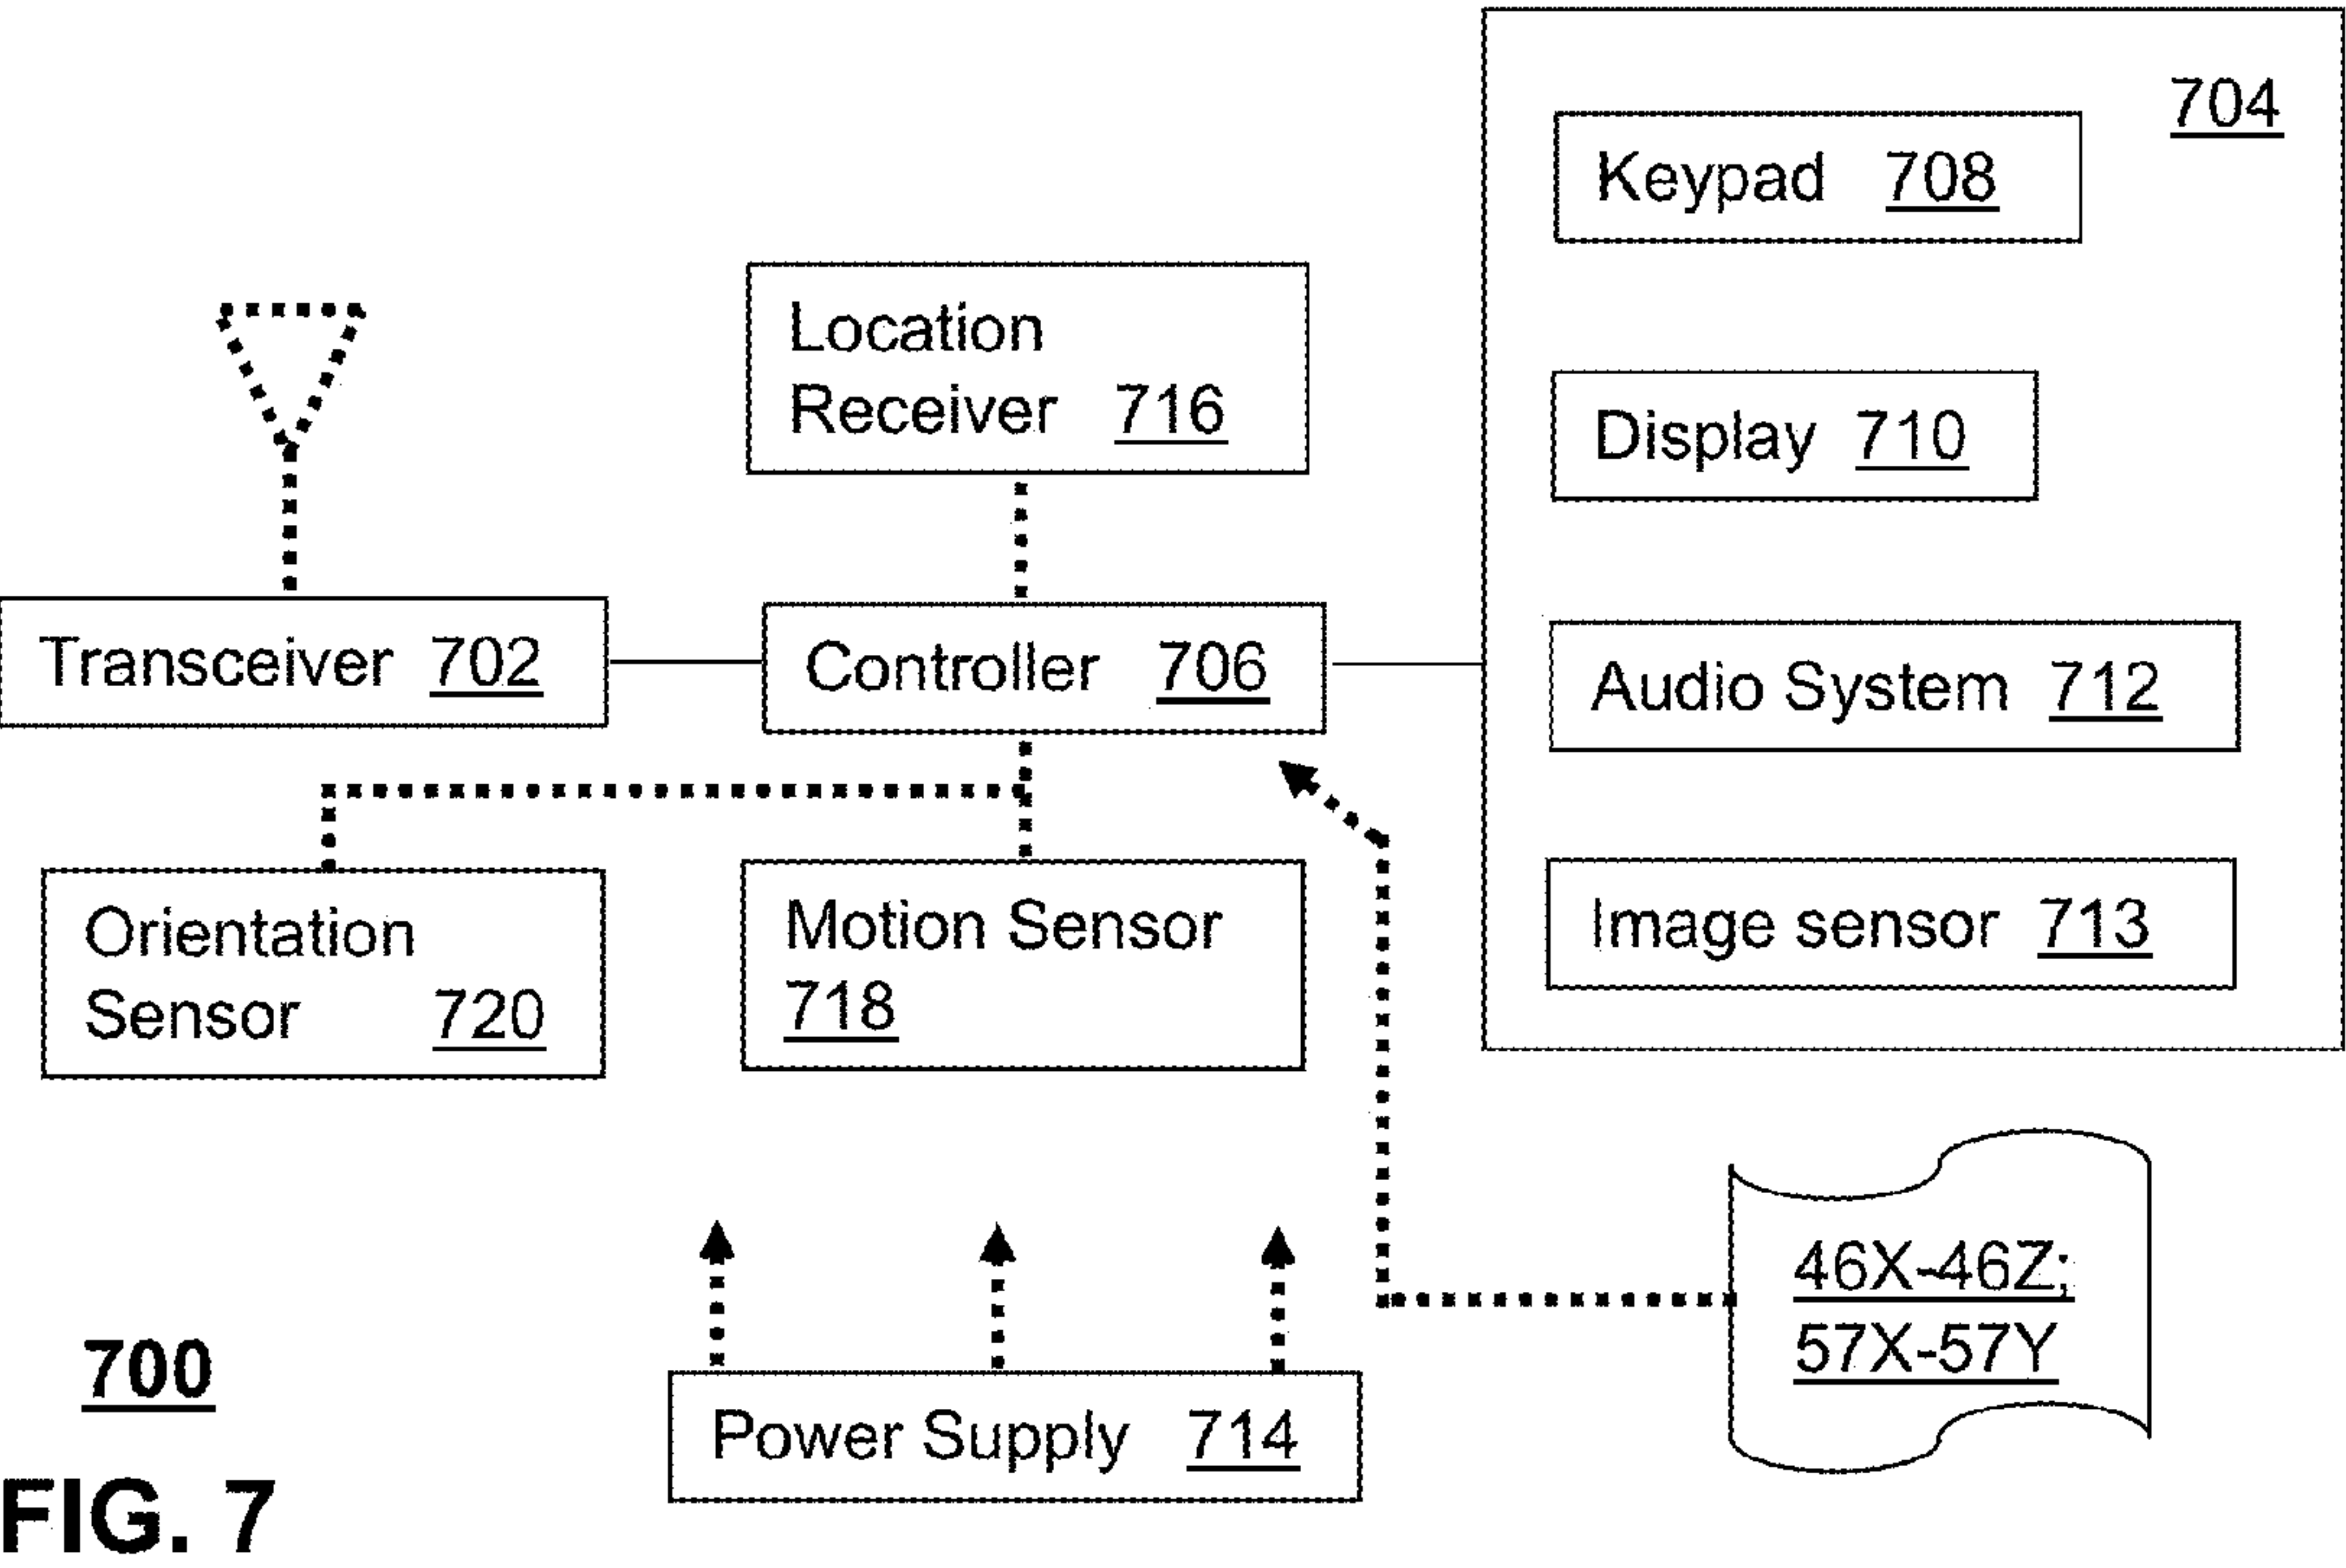 704
Keypad 708
Location
Receiver 716
Display 710
Transceiver 702
Controller 706
Audio System 712
Orientation
Sensor 720
Motion Sensor
718
Image sensor 713
46X-46Z;
57X-57Y
700
Power Supply 714
FIG. 7